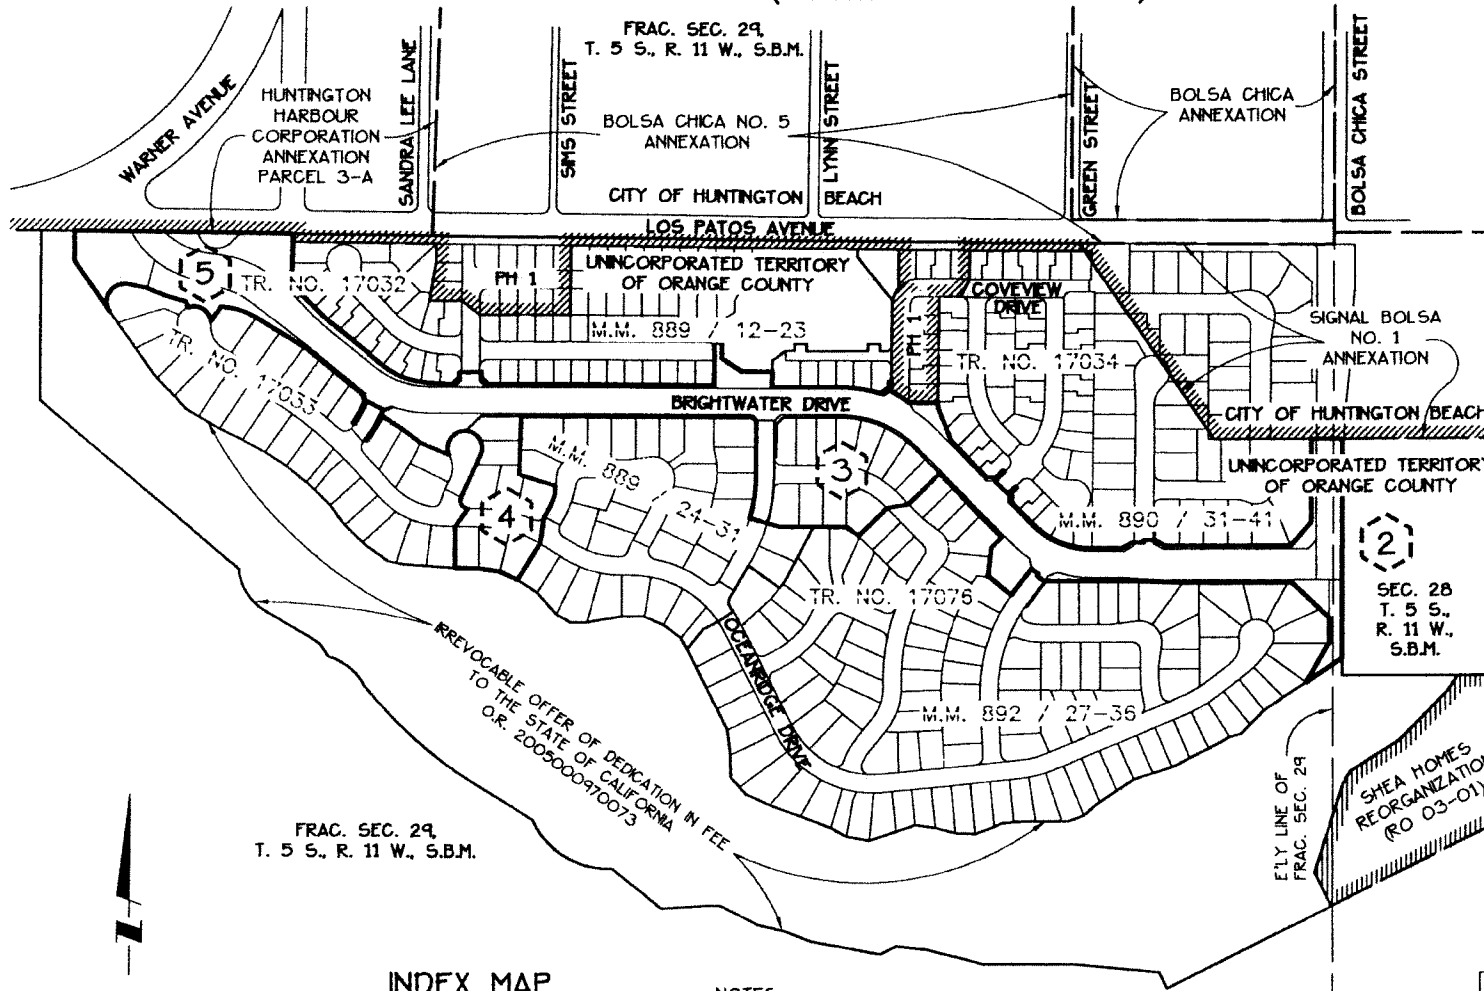 FRAC. SEC. 29,
T. 5 S., R. 11 W., S.B.M.
WARNER AVENUE
HUNTINGTON
HARBOUR
CORPORATION
ANNEXATION
PARCEL 3-A
SANDRA LEE LANE
SIMS STREET
BOLSA CHICA NO. 5
ANNEXATION
LYNN STREET
GREEN STREET
BOLSA CHICA
ANNEXATION
BOLSA CHICA STREET
CITY OF HUNTINGTON BEACH
LOS PATOS AVENUE
5
TR. NO. 17032
PH 1
UNINCORPORATED TERRITORY
OF ORANGE COUNTY
M.M. 889 / 12-23
PH 1
COVEVIEW
DRIVE
TR. NO. 17034
SIGNAL BOLSA
NO. 1
ANNEXATION
CITY OF HUNTINGTON BEACH
UNINCORPORATED TERRITORY
OF ORANGE COUNTY
TR. NO. 17033
BRIGHTWATER DRIVE
M.M. 889 / 24-31
3
4
M.M. 890 / 31-41
2
SEC. 28
T. 5 S.,
R. 11 W.,
S.B.M.
TR. NO. 17076
OCEANRIDGE DRIVE
M.M. 892 / 27-36
IRREVOCABLE OFFER OF DEDICATION IN FEE
TO THE STATE OF CALIFORNIA
O.R. 2005000970073
FRAC. SEC. 29,
T. 5 S., R. 11 W., S.B.M.
E'LY LINE OF
FRAC. SEC. 29
SHEA HOMES
REORGANIZATION
(RO 03-01)
N
INDEX MAP
NOTES